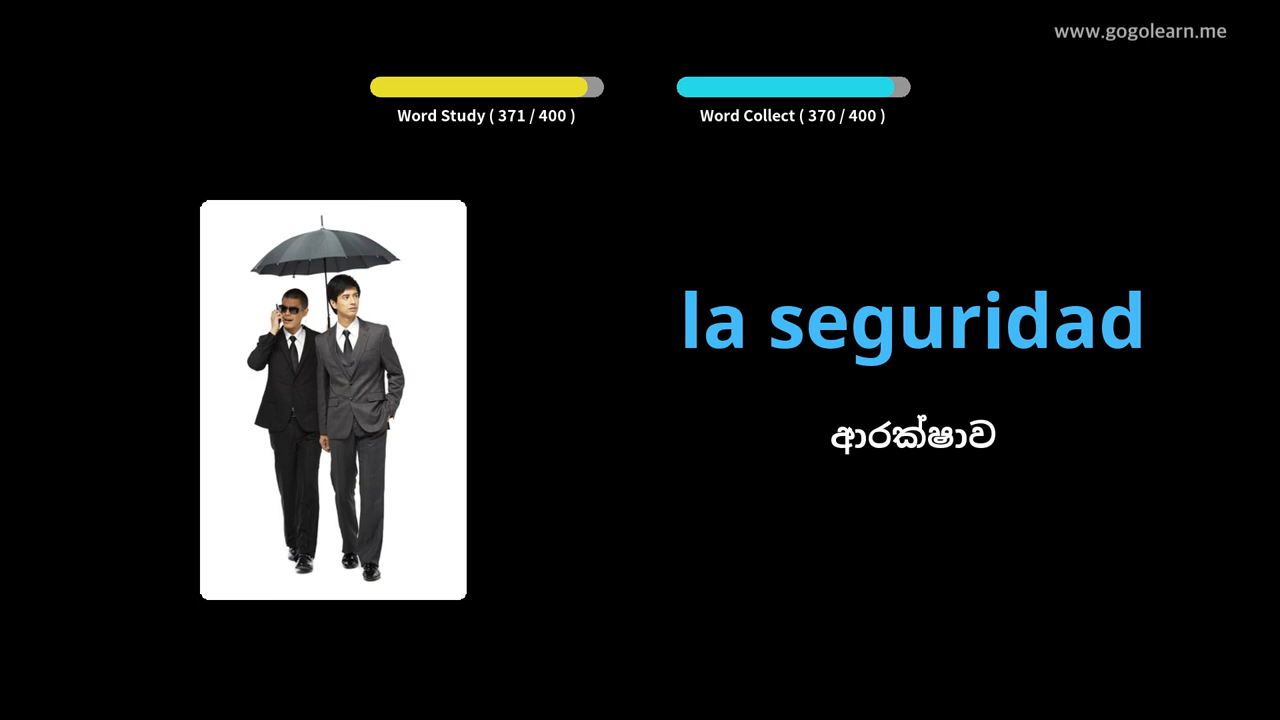 www.gogolearn.me
Word Study ( 371 / 400 )
Word Collect ( 370 / 400 )
la seguridad
ආරක්ෂාව